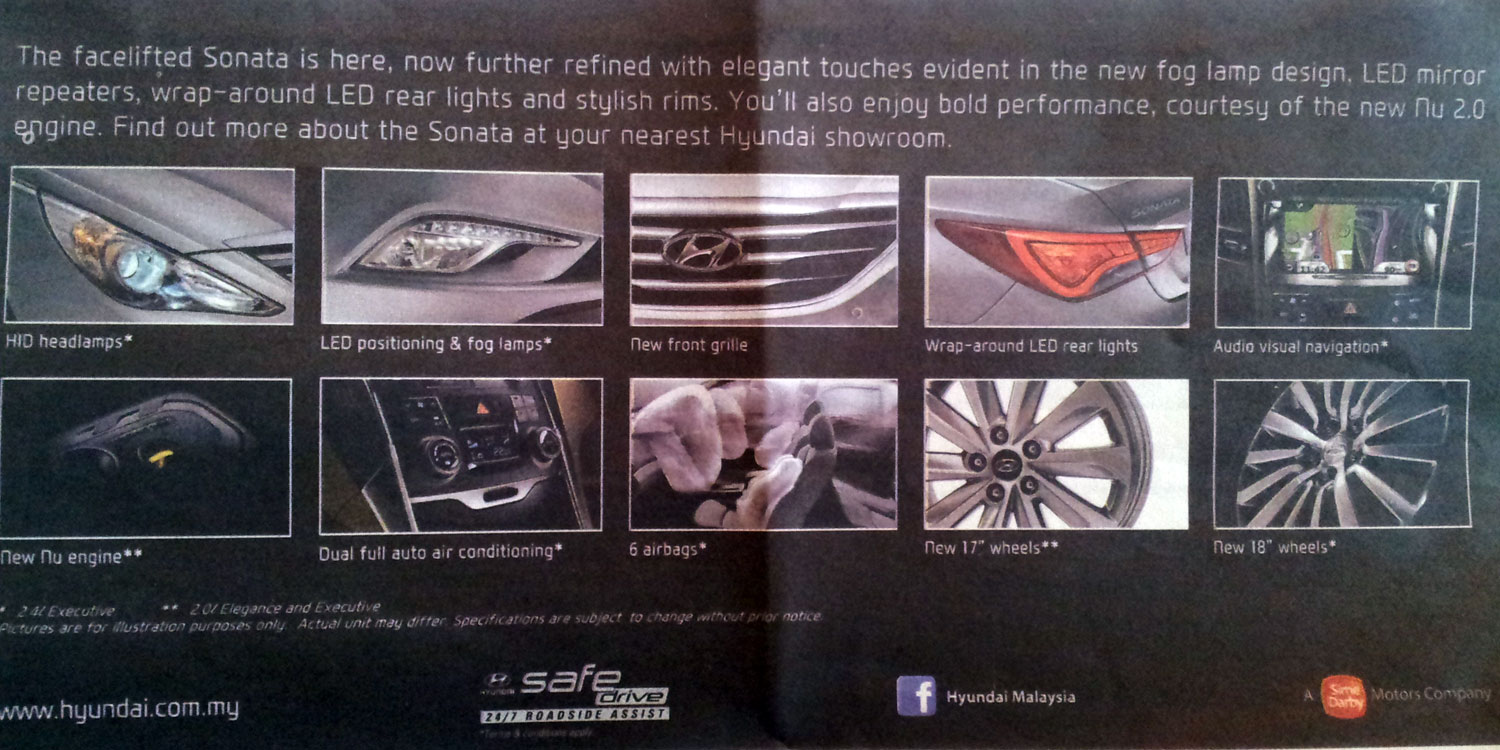 The facelifted Sonata is here, now further refined with elegant touches evident in the new fog lamp design, LED mirror
repeaters, wrap-around LED rear lights and stylish rims. You'll also enjoy bold performance, courtesy of the new Nu 2.0
engine. Find out more about the Sonata at your nearest Hyundai showroom.
SONATA
HID headlamps*
LED positioning & fog lamps*
New front grille
Wrap-around LED rear lights
Audio visual navigation*
New Nu engine**
Dual full auto air conditioning*
6 airbags*
New 17" wheels**
New 18" wheels*
* 2.4l Executive ** 2.0l Elegance and Executive
Pictures are for illustration purposes only. Actual unit may differ. Specifications are subject to change without prior notice.
www.hyundai.com.my
HYUNDAI
safe
drive
24/7 ROADSIDE ASSIST
*Terms & conditions apply
f Hyundai Malaysia
A Sime Darby Motors Company